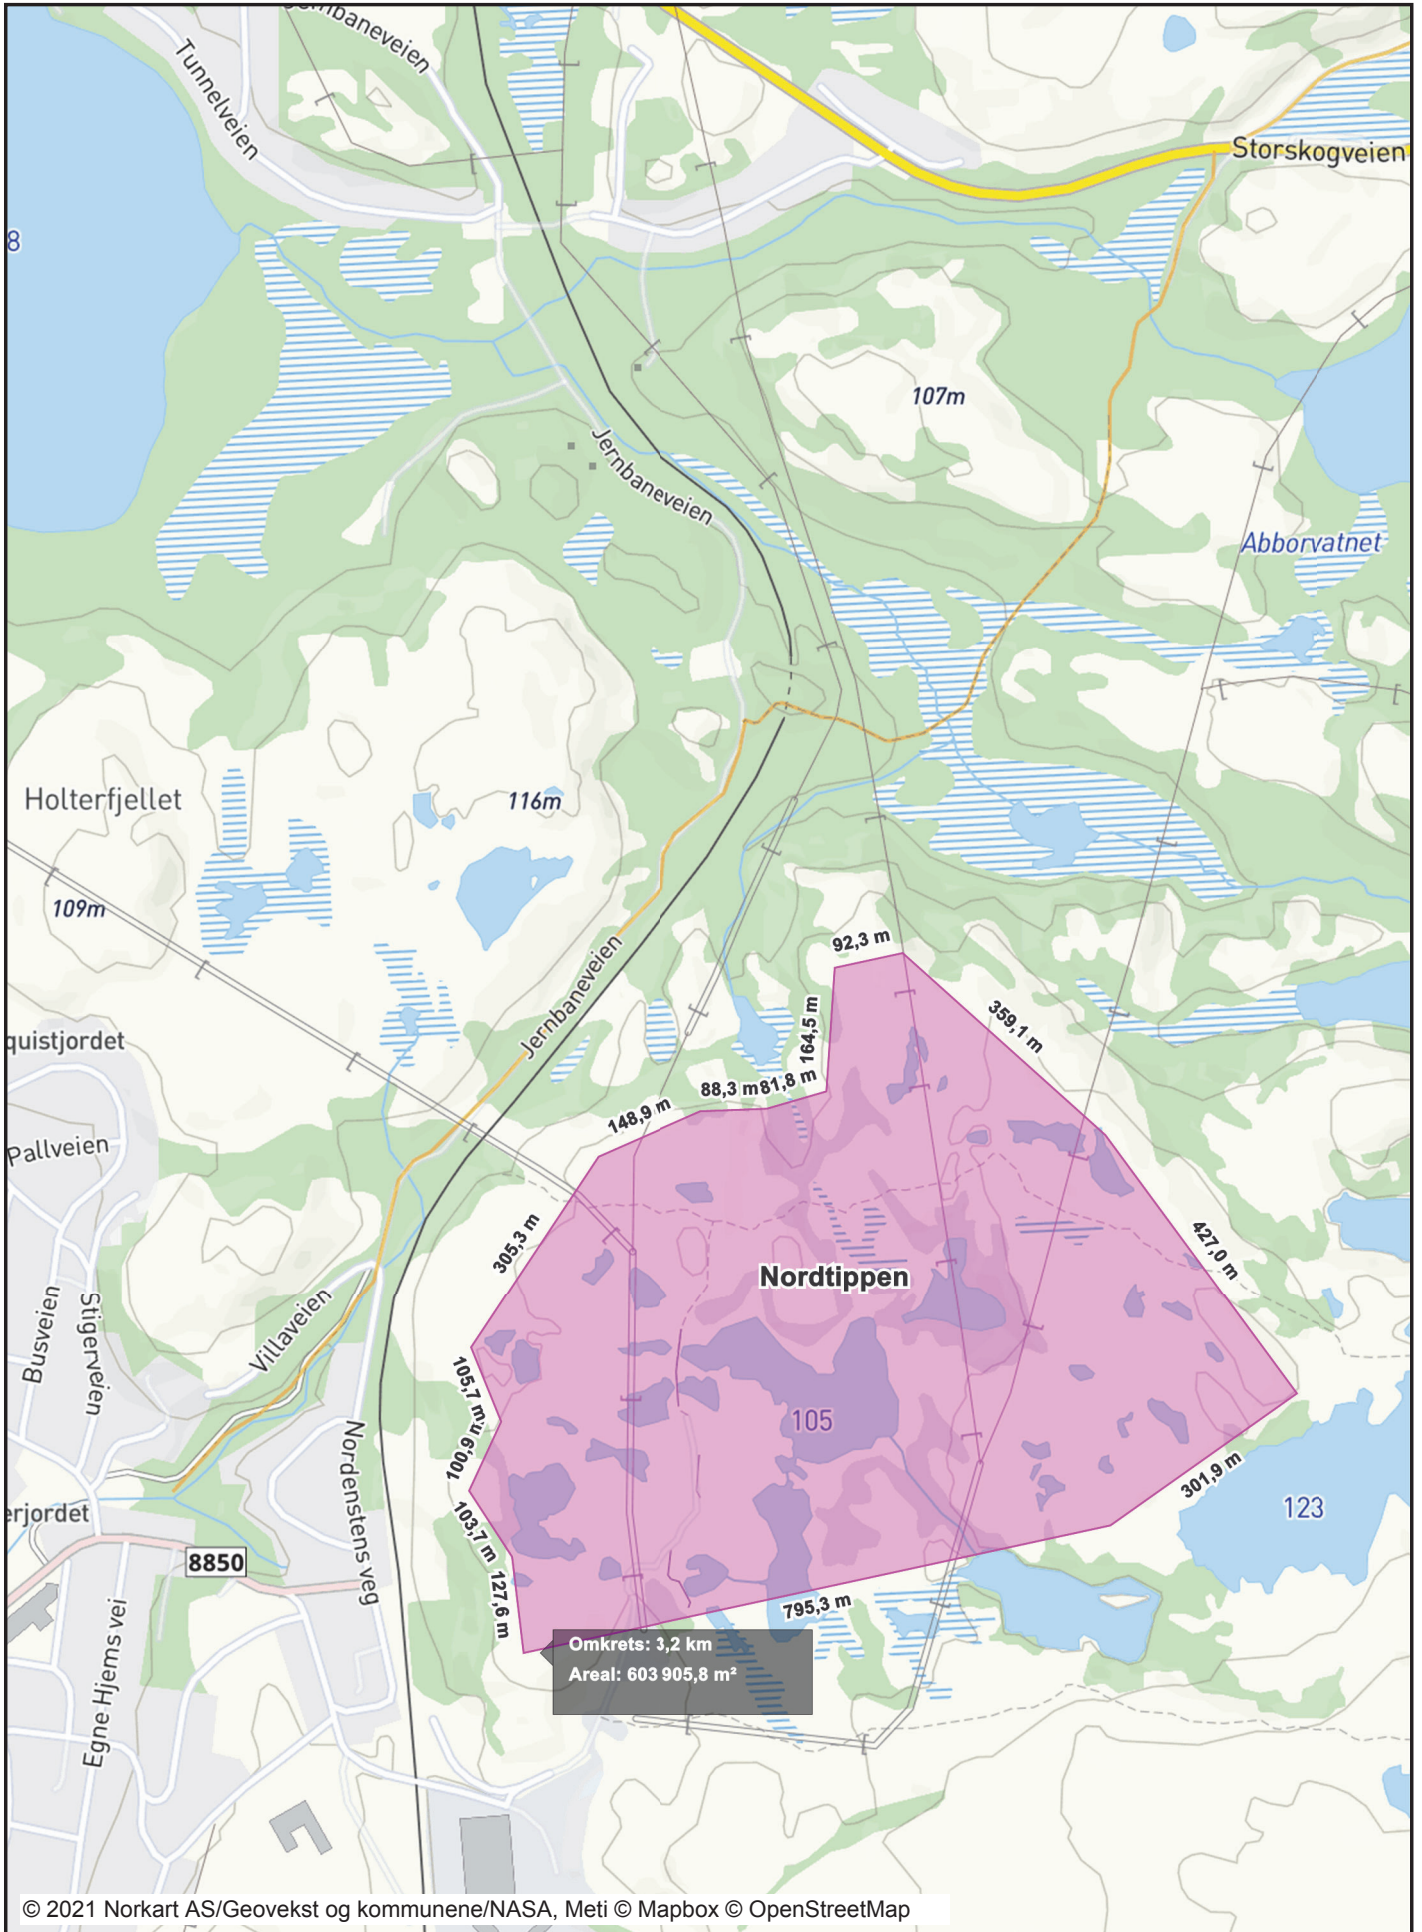 Jernbaneveien
Tunnelveien
Storskogveien
8
107m
Jernbaneveien
Abborvatnet
Holterfjellet
116m
109m
92,3 m
Jernbaneveien
164,5 m
359,1 m
quistjordet
88,3 m
81,8 m
148,9 m
Pallveien
305,3 m
427,0 m
Nordtippen
Villaveien
Busveien
Stigerveien
105,7 m
105
100,9 m
301,9 m
Nordenstens veg
erjordet
103,7 m
123
8850
127,6 m
795,3 m
Egne Hjems vei
Omkrets: 3,2 km
Areal: 603 905,8 m²
© 2021 Norkart AS/Geovekst og kommunene/NASA, Meti © Mapbox © OpenStreetMap